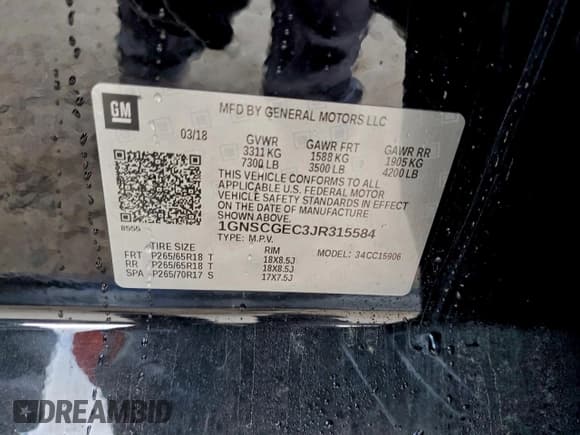 GM
MFD BY GENERAL MOTORS LLC
03/18 GVWR GAWR FRT GAWR RR
3311 KG 1588 KG 1905 KG
7300 LB 3500 LB 4200 LB
THIS VEHICLE CONFORMS TO ALL
APPLICABLE U.S. FEDERAL MOTOR
VEHICLE SAFETY STANDARDS IN EFFECT
ON THE DATE OF MANUFACTURE
SHOWN ABOVE.
8555 1GNSCGEC3JR315584
TYPE: M.P.V. MODEL: 34CC15906
TIRE SIZE RIM
FRT P265/65R18 T 18X8.5J
RR P265/65R18 T 18X8.5J
SPA P265/70R17 S 17X7.5J
DREAMBID